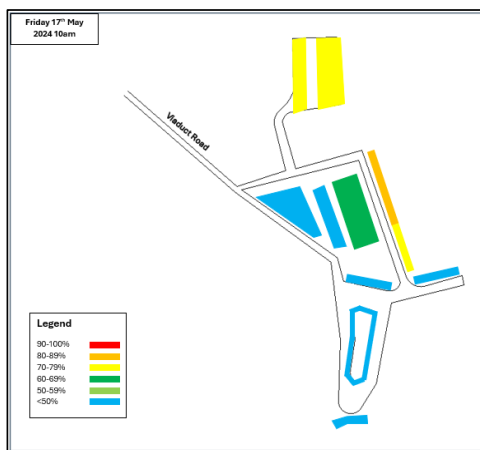 Friday 17th May
2024 10am
Viaduct Road
Legend
90-100%
80-89%
70-79%
60-69%
50-59%
<50%